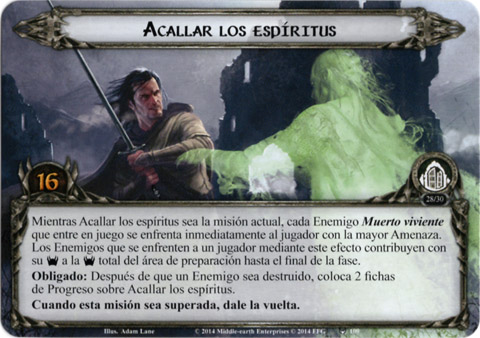 Acallar los espíritus
16
28/30
Mientras Acallar los espíritus sea la misión actual, cada Enemigo Muerto viviente
que entre en juego se enfrenta inmediatamente al jugador con la mayor Amenaza.
Los Enemigos que se enfrenten a un jugador mediante este efecto contribuyen con
su a la total del área de preparación hasta el final de la fase.
Obligado: Después de que un Enemigo sea destruido, coloca 2 fichas
de Progreso sobre Acallar los espíritus.
Cuando esta misión sea superada, dale la vuelta.
Illus. Adam Lane
© 2014 Middle-earth Enterprises © 2014 FFG